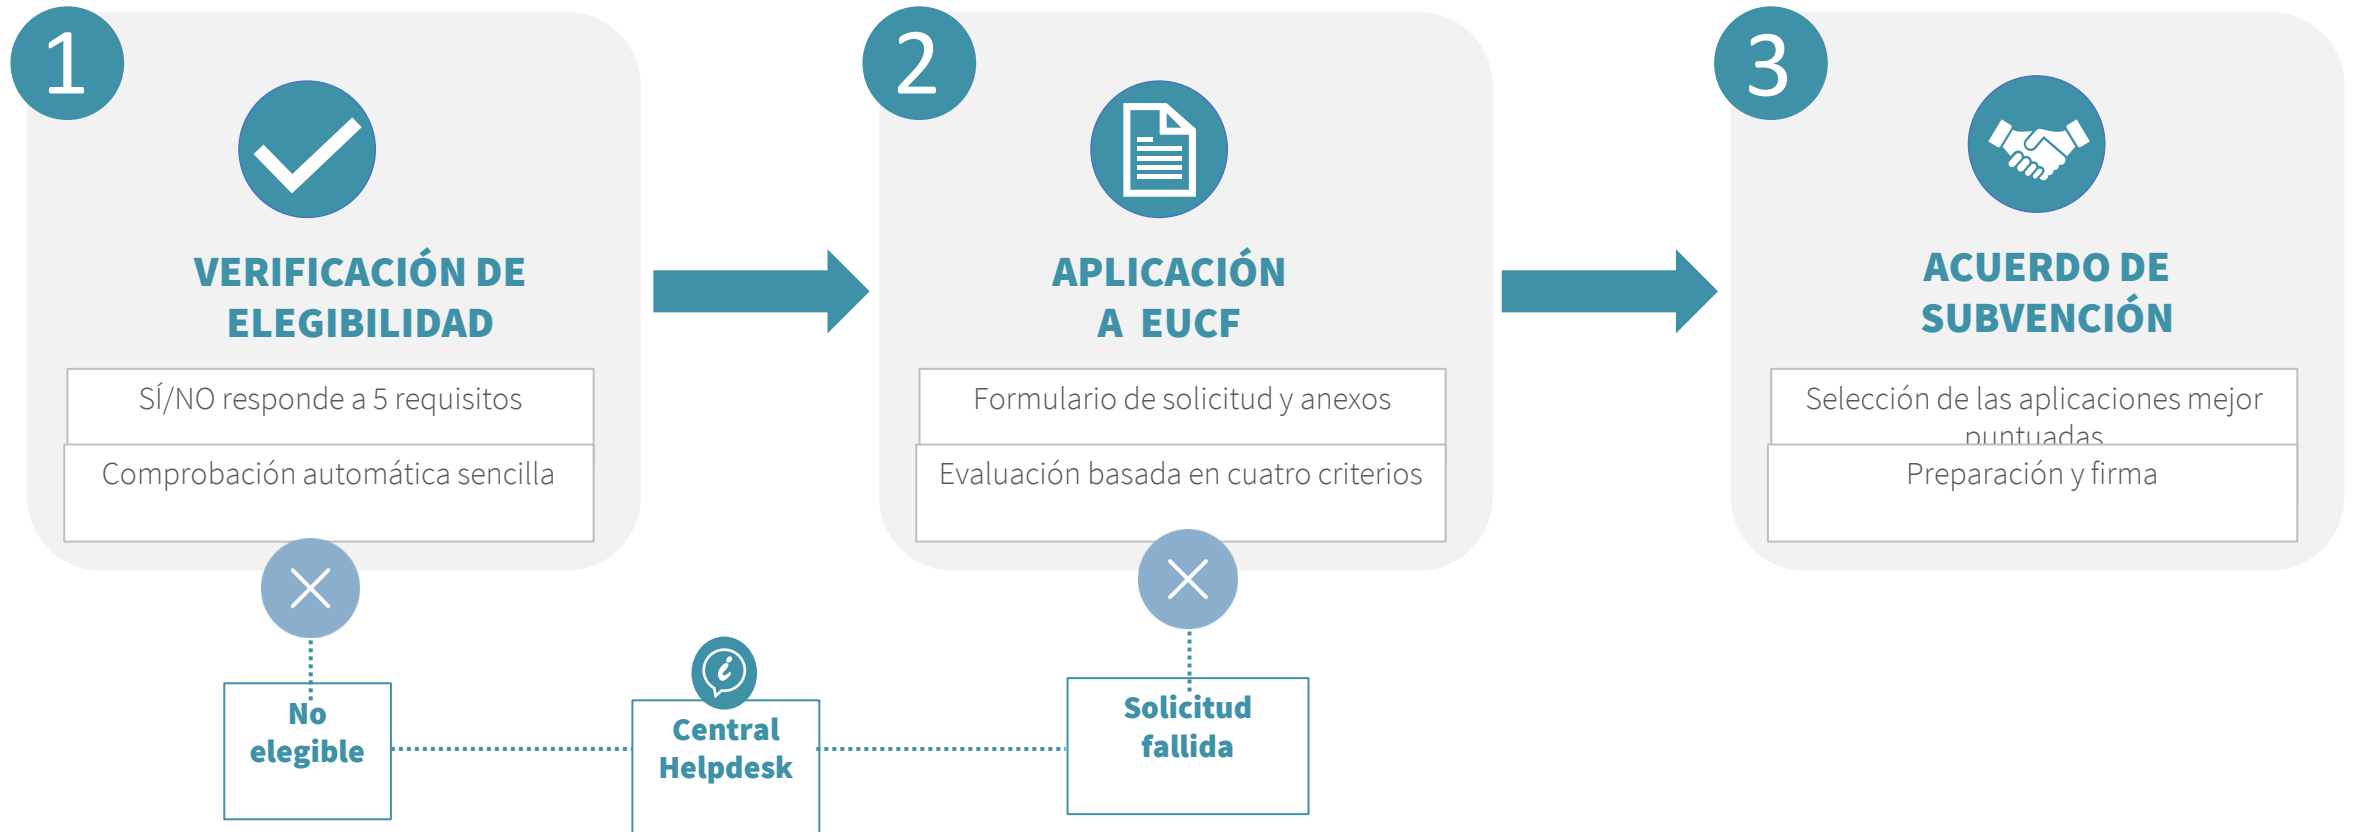 1
VERIFICACIÓN DE
ELEGIBILIDAD
SÍ/NO responde a 5 requisitos
Comprobación automática sencilla
2
APLICACIÓN
A EUCF
Formulario de solicitud y anexos
Evaluación basada en cuatro criterios
3
ACUERDO DE
SUBVENCIÓN
Selección de las aplicaciones mejor
puntuadas
Preparación y firma
No
elegible
i
Central
Helpdesk
Solicitud
fallida